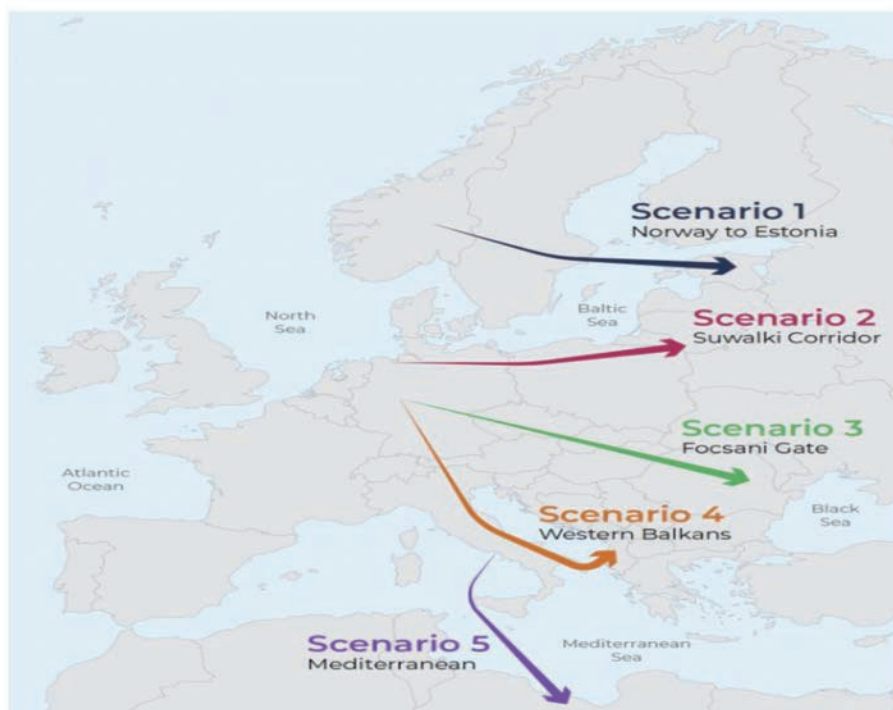 Scenario 1
Norway to Estonia
North
Sea
Baltic
Sea
Scenario 2
Suwalki Corridor
Scenario 3
Focsani Gate
Atlantic
Ocean
Scenario 4
Western Balkans
Black
Sea
Scenario 5
Mediterranean
Mediterranean
Sea